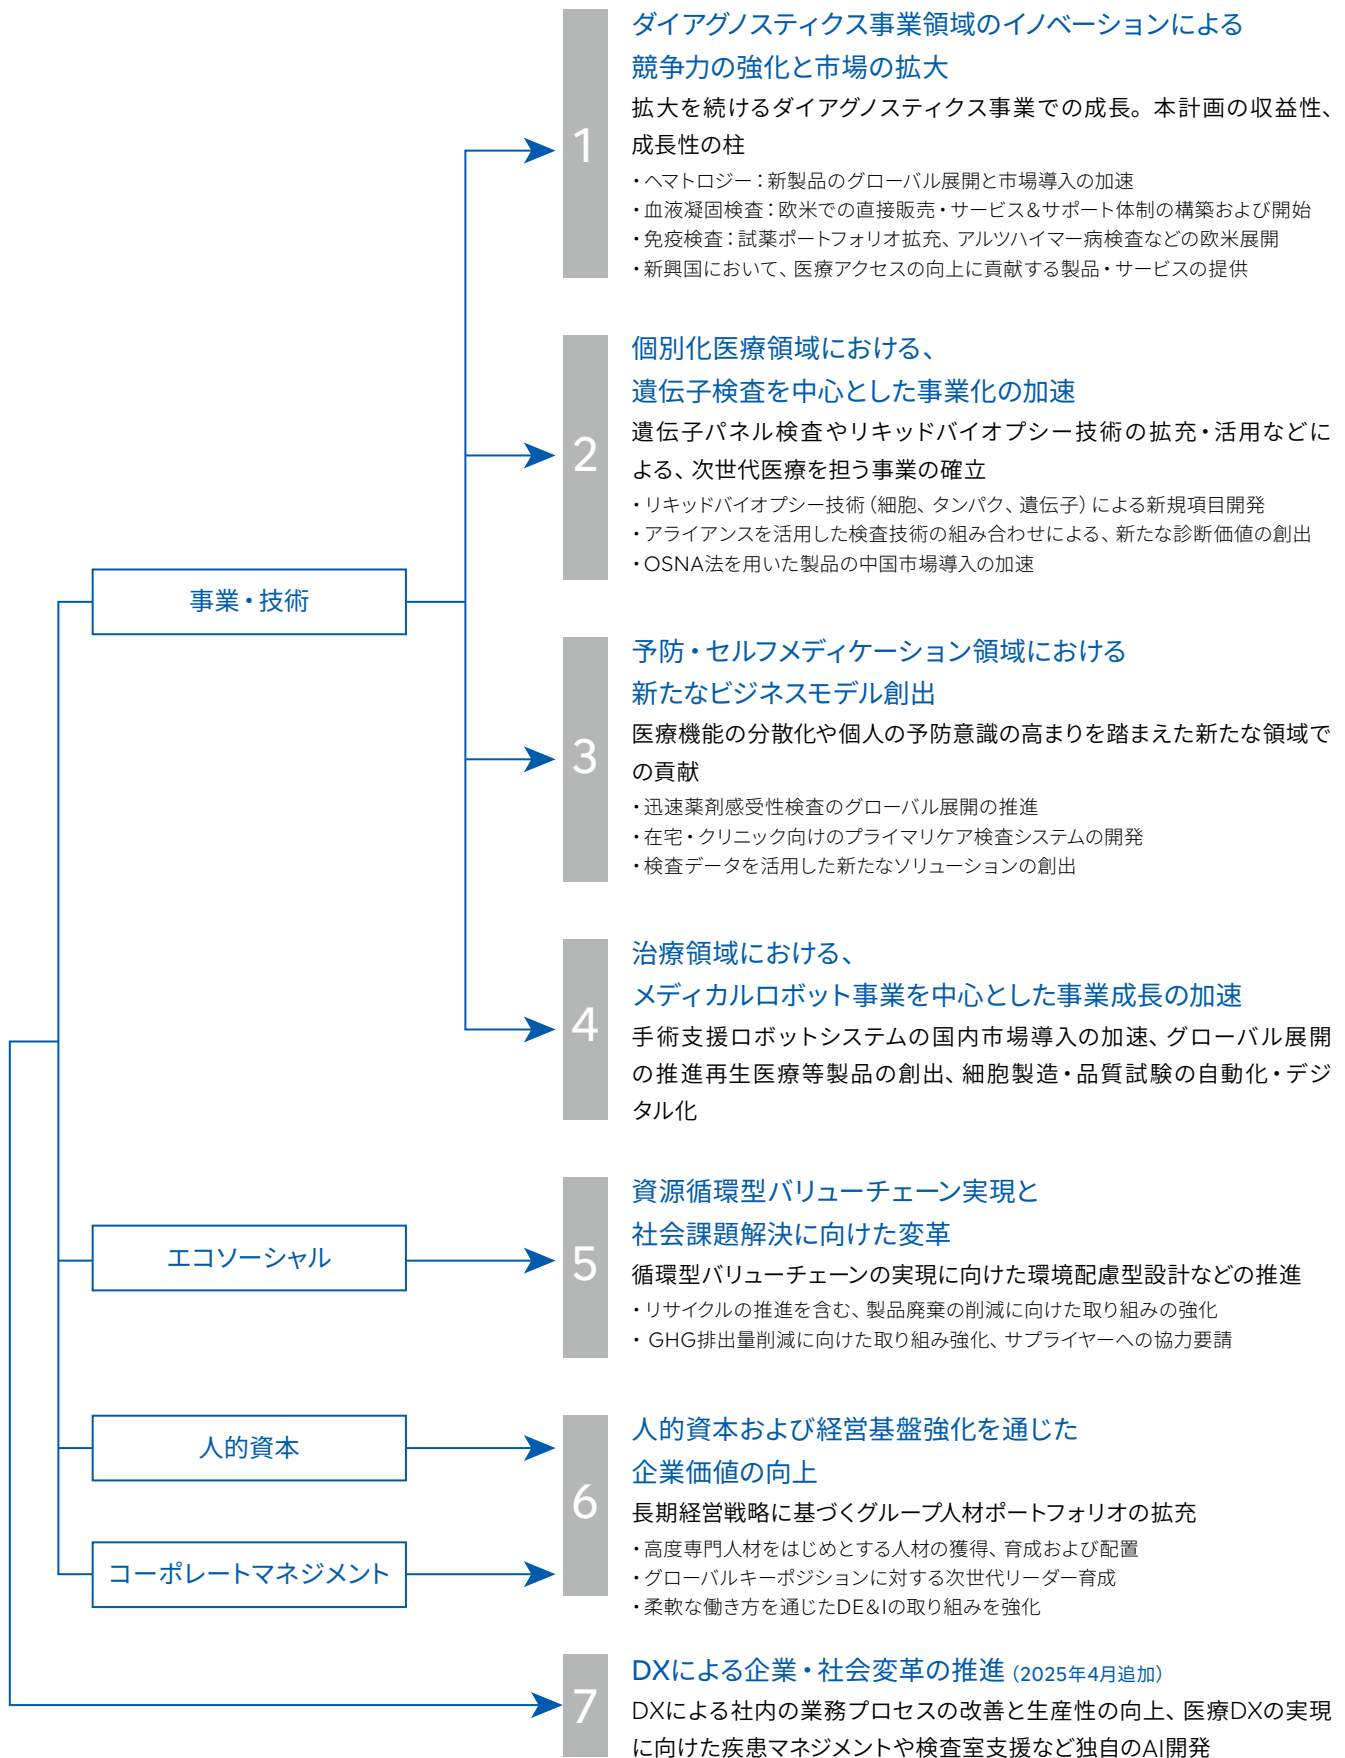 1
ダイアグノスティクス事業領域のイノベーションによる
競争力の強化と市場の拡大
拡大を続けるダイアグノスティクス事業での成長。本計画の収益性、
成長性の柱
・ヘマトロジー：新製品のグローバル展開と市場導入の加速
・血液凝固検査：欧米での直接販売・サービス&サポート体制の構築および開始
・免疫検査：試薬ポートフォリオ拡充、アルツハイマー病検査などの欧米展開
・新興国において、医療アクセスの向上に貢献する製品・サービスの提供
2
個別化医療領域における、
遺伝子検査を中心とした事業化の加速
遺伝子パネル検査やリキッドバイオプシー技術の拡充・活用などに
よる、次世代医療を担う事業の確立
・リキッドバイオプシー技術（細胞、タンパク、遺伝子）による新規項目開発
・アライアンスを活用した検査技術の組み合わせによる、新たな診断価値の創出
・OSNA法を用いた製品の中国市場導入の加速
事業・技術
3
予防・セルフメディケーション領域における
新たなビジネスモデル創出
医療機能の分散化や個人の予防意識の高まりを踏まえた新たな領域で
の貢献
・迅速薬剤感受性検査のグローバル展開の推進
・在宅・クリニック向けのプライマリケア検査システムの開発
・検査データを活用した新たなソリューションの創出
4
治療領域における、
メディカルロボット事業を中心とした事業成長の加速
手術支援ロボットシステムの国内市場導入の加速、グローバル展開
の推進再生医療等製品の創出、細胞製造・品質試験の自動化・デジ
タル化
エコソーシャル
5
資源循環型バリューチェーン実現と
社会課題解決に向けた変革
循環型バリューチェーンの実現に向けた環境配慮型設計などの推進
・リサイクルの推進を含む、製品廃棄の削減に向けた取り組みの強化
・ GHG排出量削減に向けた取り組み強化、サプライヤーへの協力要請
人的資本
コーポレートマネジメント
6
人的資本および経営基盤強化を通じた
企業価値の向上
長期経営戦略に基づくグループ人材ポートフォリオの拡充
・高度専門人材をはじめとする人材の獲得、育成および配置
・グローバルキーポジションに対する次世代リーダー育成
・柔軟な働き方を通じたDE&Iの取り組みを強化
7
DXによる企業・社会変革の推進（2025年4月追加）
DXによる社内の業務プロセスの改善と生産性の向上、医療DXの実現
に向けた疾患マネジメントや検査室支援など独自のAI開発